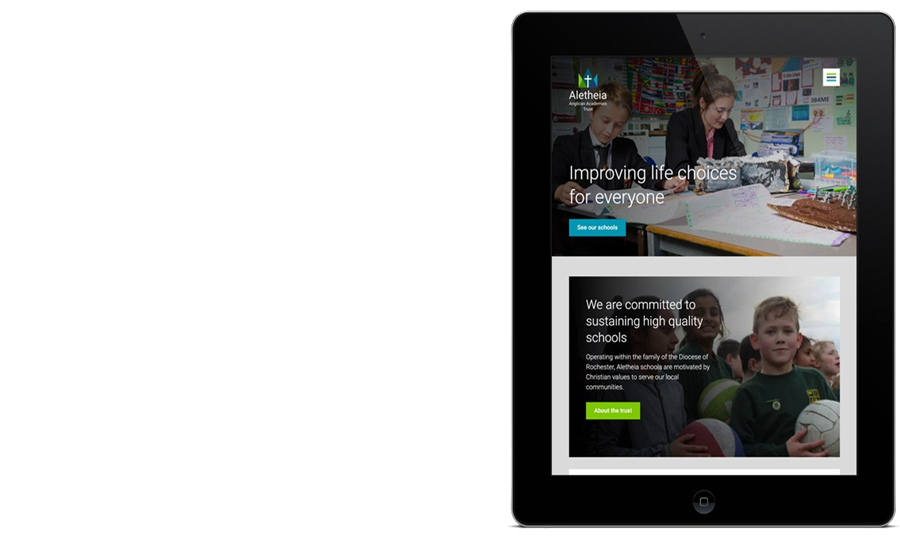 Aletheia
Anglican Academies
Trust
3B4ME
Improving life choices
for everyone
See our schools
We are committed to
sustaining high quality
schools
Operating within the family of the Diocese of
Rochester, Aletheia schools are motivated by
Christian values to serve our local
communities.
About the trust